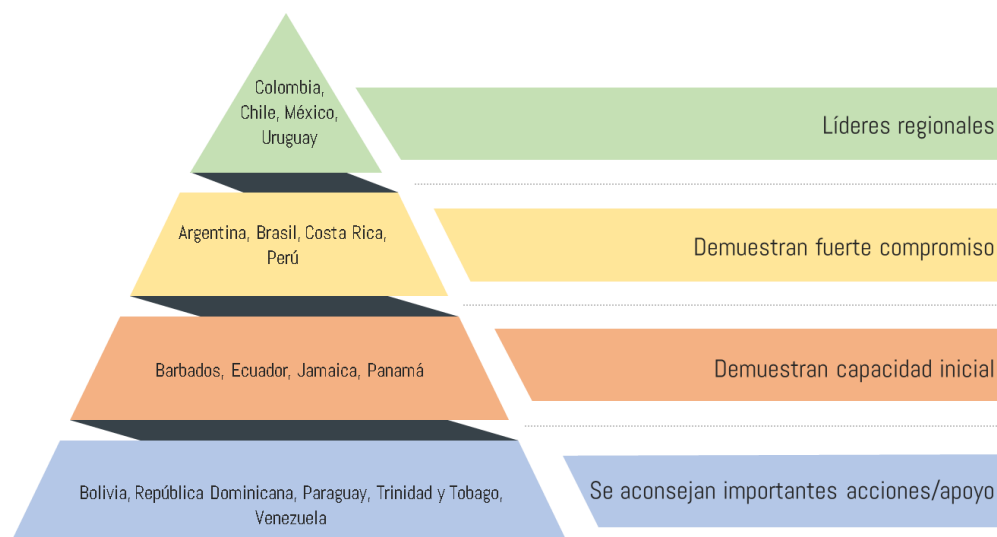 Colombia,
Chile, México,
Uruguay
Líderes regionales
Argentina, Brasil, Costa Rica,
Perú
Demuestran fuerte compromiso
Barbados, Ecuador, Jamaica, Panamá
Demuestran capacidad inicial
Bolivia, República Dominicana, Paraguay, Trinidad y Tobago,
Venezuela
Se aconsejan importantes acciones/apoyo